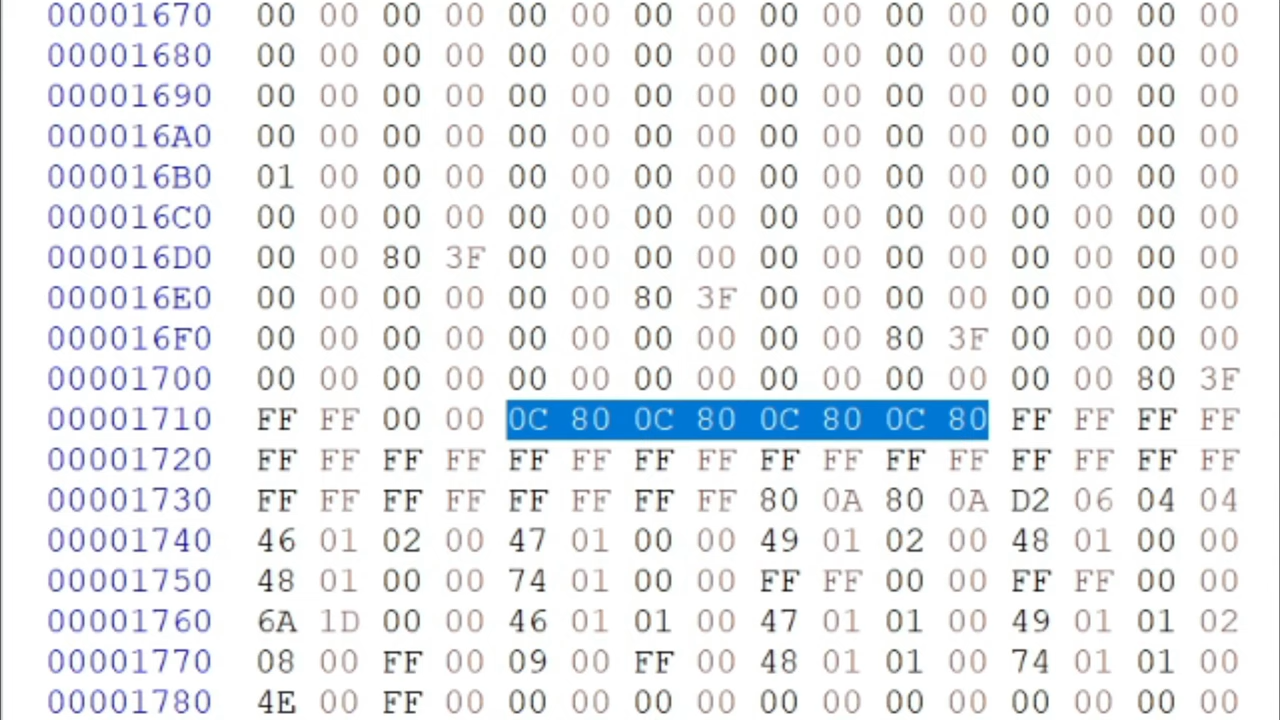 00001670 00 00 00 00 00 00 00 00 00 00 00 00 00 00 00 00
00001680 00 00 00 00 00 00 00 00 00 00 00 00 00 00 00 00
00001690 00 00 00 00 00 00 00 00 00 00 00 00 00 00 00 00
000016A0 00 00 00 00 00 00 00 00 00 00 00 00 00 00 00 00
000016B0 01 00 00 00 00 00 00 00 00 00 00 00 00 00 00 00
000016C0 00 00 00 00 00 00 00 00 00 00 00 00 00 00 00 00
000016D0 00 00 80 3F 00 00 00 00 00 00 00 00 00 00 00 00
000016E0 00 00 00 00 00 00 80 3F 00 00 00 00 00 00 00 00
000016F0 00 00 00 00 00 00 00 00 00 00 80 3F 00 00 00 00
00001700 00 00 00 00 00 00 00 00 00 00 00 00 00 00 80 3F
00001710 FF FF 00 00 0C 80 0C 80 0C 80 0C 80 FF FF FF FF
00001720 FF FF FF FF FF FF FF FF FF FF FF FF FF FF FF FF
00001730 FF FF FF FF FF FF FF FF 80 0A 80 0A D2 06 04 04
00001740 46 01 02 00 47 01 00 00 49 01 02 00 48 01 00 00
00001750 48 01 00 00 74 01 00 00 FF FF 00 00 FF FF 00 00
00001760 6A 1D 00 00 46 01 01 00 47 01 01 00 49 01 01 02
00001770 08 00 FF 00 09 00 FF 00 48 01 01 00 74 01 01 00
00001780 4E 00 FF 00 00 00 00 00 00 00 00 00 00 00 00 00